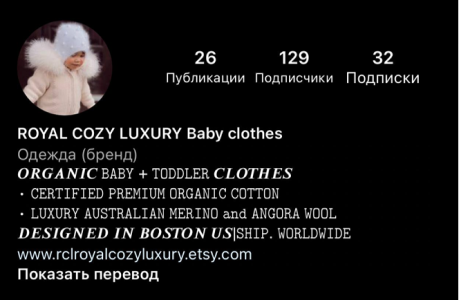 26 129 32
Публикации Подписчики Подписки
ROYAL COZY LUXURY Baby clothes
Одежда (бренд)
ORGANIC BABY + TODDLER CLOTHES
• CERTIFIED PREMIUM ORGANIC COTTON
• LUXURY AUSTRALIAN MERINO and ANGORA WOOL
DESIGNED IN BOSTON US|SHIP. WORLDWIDE
www.rclroyalcozyluxury.etsy.com
Показать перевод